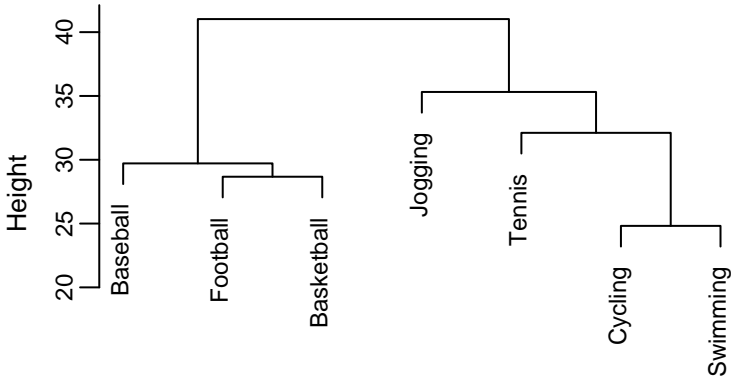 Height
40
35
30
25
20
Baseball
Football
Basketball
Jogging
Tennis
Cycling
Swimming